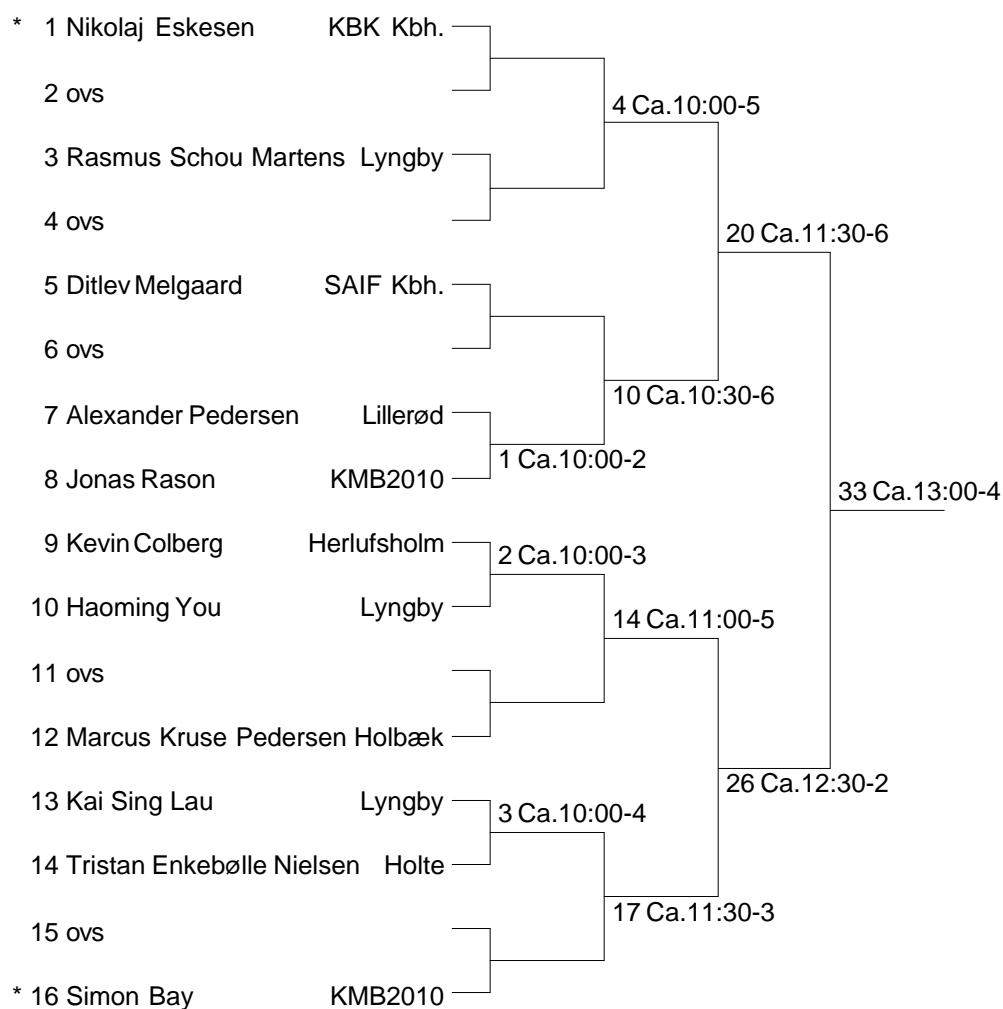 * 1 Nikolaj Eskesen KBK Kbh.
2 ovs
4 Ca.10:00-5
3 Rasmus Schou Martens Lyngby
4 ovs
20 Ca.11:30-6
5 Ditlev Melgaard SAIF Kbh.
6 ovs
10 Ca.10:30-6
7 Alexander Pedersen Lillerød
1 Ca.10:00-2
8 Jonas Rason KMB2010
33 Ca.13:00-4
9 Kevin Colberg Herlufsholm
2 Ca.10:00-3
10 Haoming You Lyngby
14 Ca.11:00-5
11 ovs
12 Marcus Kruse Pedersen Holbæk
26 Ca.12:30-2
13 Kai Sing Lau Lyngby
3 Ca.10:00-4
14 Tristan Enkebølle Nielsen Holte
17 Ca.11:30-3
15 ovs
* 16 Simon Bay KMB2010